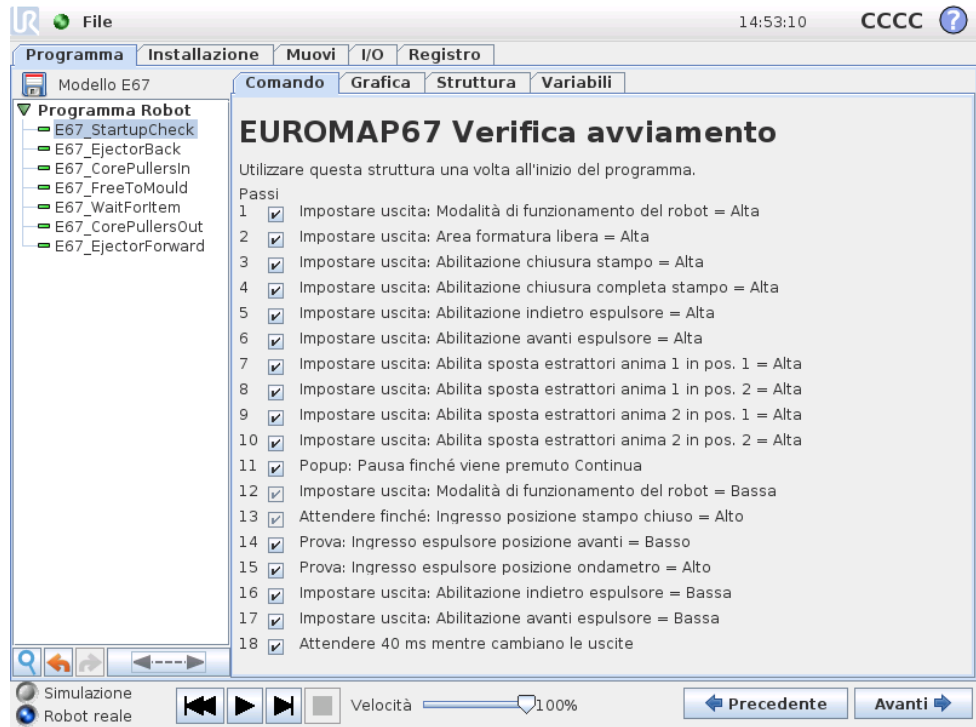 UR File 14:53:10 CCCC ?
Programma Installazione Muovi I/O Registro
Modello E67
Programma Robot
E67_StartupCheck
E67_EjectorBack
E67_CorePullersIn
E67_FreeToMould
E67_WaitForItem
E67_CorePullersOut
E67_EjectorForward
Comando Grafica Struttura Variabili
EUROMAP67 Verifica avviamento
Utilizzare questa struttura una volta all'inizio del programma.
Passi
1 Impostare uscita: Modalità di funzionamento del robot = Alta
2 Impostare uscita: Area formatura libera = Alta
3 Impostare uscita: Abilitazione chiusura stampo = Alta
4 Impostare uscita: Abilitazione chiusura completa stampo = Alta
5 Impostare uscita: Abilitazione indietro espulsore = Alta
6 Impostare uscita: Abilitazione avanti espulsore = Alta
7 Impostare uscita: Abilita sposta estrattori anima 1 in pos. 1 = Alta
8 Impostare uscita: Abilita sposta estrattori anima 1 in pos. 2 = Alta
9 Impostare uscita: Abilita sposta estrattori anima 2 in pos. 1 = Alta
10 Impostare uscita: Abilita sposta estrattori anima 2 in pos. 2 = Alta
11 Popup: Pausa finché viene premuto Continua
12 Impostare uscita: Modalità di funzionamento del robot = Bassa
13 Attendere finché: Ingresso posizione stampo chiuso = Alto
14 Prova: Ingresso espulsore posizione avanti = Basso
15 Prova: Ingresso espulsore posizione ondametro = Alto
16 Impostare uscita: Abilitazione indietro espulsore = Bassa
17 Impostare uscita: Abilitazione avanti espulsore = Bassa
18 Attendere 40 ms mentre cambiano le uscite
Simulazione
Robot reale
Velocità 100%
Precedente Avanti